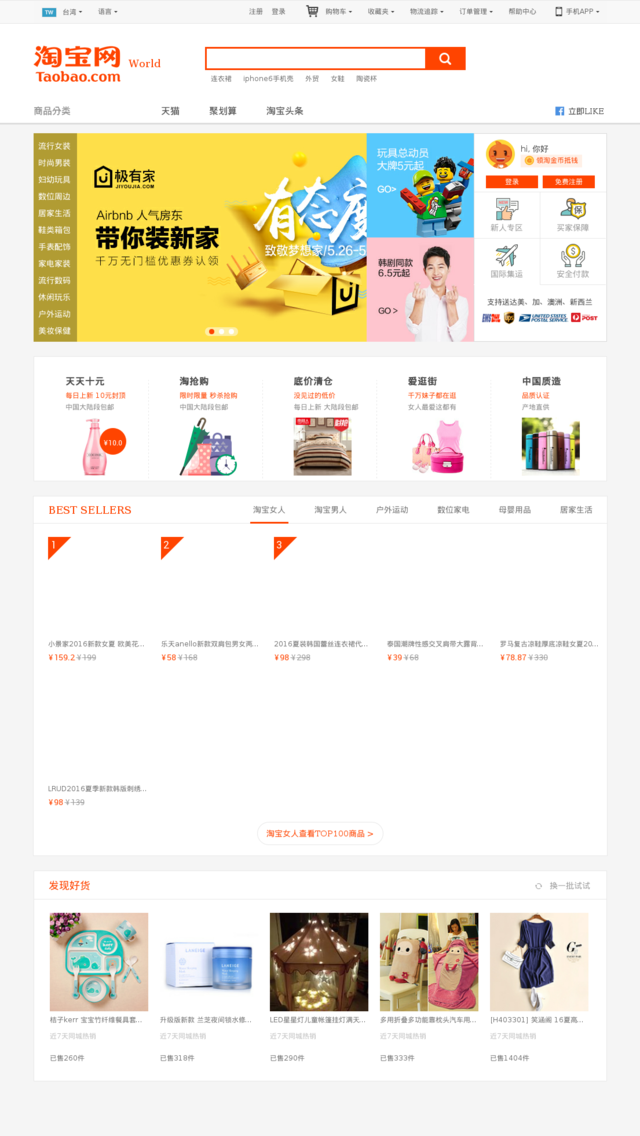 TW 台湾 语言 注册 登录 购物车 收藏夹 物流追踪 订单管理 帮助中心 手机APP
淘宝网
Taobao.com World
连衣裙 iphone6手机壳 外贸 女鞋 陶瓷杯
商品分类 天猫 聚划算 淘宝头条 立即LIKE
流行女装
时尚男装
妇幼玩具
数位周边
居家生活
鞋类箱包
手表配饰
家电家装
流行数码
休闲玩乐
户外运动
美妆保健
极有家
JIYOUJIA.COM
Airbnb 人气房东
带你装新家
千万无门槛优惠券认领
有态度
致敬梦想家/5.26-5
玩具总动员
大牌5元起
GO>
韩剧同款
6.5元起
GO >
hi, 你好
领淘金币抵钱
登录 免费注册
新人专区 买家保障
国际集运 安全付款
支持送达美、加、澳洲、新西兰
EMS ups UNITED STATES POSTAL SERVICE POST
天天十元
每日上新 10元封顶
中国大陆段包邮
¥10.0
淘抢购
限时限量 秒杀抢购
中国大陆段包邮
底价清仓
没见过的低价
每日上新 大陆段包邮
爱逛街
千万妹子都在逛
女人最爱这都有
中国质造
品质认证
产地直供
BEST SELLERS 淘宝女人 淘宝男人 户外运动 数位家电 母婴用品 居家生活
1 2 3
小景家2016新款女夏 欧美花...
¥159.2 ¥199
乐天anello新款双肩包男女两...
¥58 ¥168
2016夏装韩国蕾丝连衣裙代...
¥98 ¥298
泰国潮牌性感交叉肩带大露背...
¥39 ¥68
罗马复古凉鞋厚底凉鞋女夏20...
¥78.87 ¥330
LRUD2016夏季新款韩版刺绣...
¥98 ¥139
淘宝女人查看TOP100商品 >
发现好货 换一批试试
桔子kerr 宝宝竹纤维餐具套...
近7天同城热销
已售260件
升级版新款 兰芝夜间锁水修...
近7天同城热销
已售318件
LED星星灯儿童帐篷挂灯满天...
近7天同城热销
已售290件
多用折叠多功能靠枕头汽车用...
近7天同城热销
已售333件
[H403301] 笑涵阁 16夏高...
已售1404件